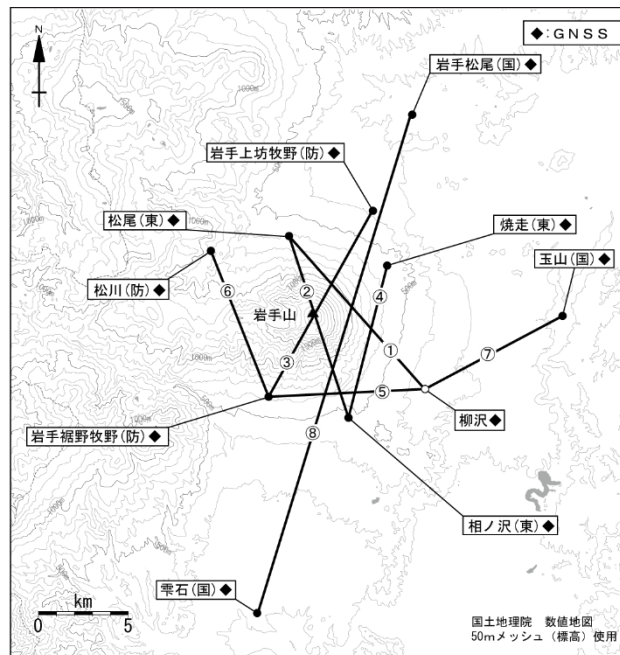 N
◆:GNSS
岩手松尾(国)◆
岩手上坊牧野(防)◆
松尾(東)◆
焼走(東)◆
玉山(国)◆
松川(防)◆
岩手山
①
②
③
④
⑤
⑥
⑦
⑧
岩手裾野牧野(防)◆
柳沢◆
相ノ沢(東)◆
雫石(国)◆
km
0 5
国土地理院 数値地図
50mメッシュ(標高)使用
1000m
1000m
500m